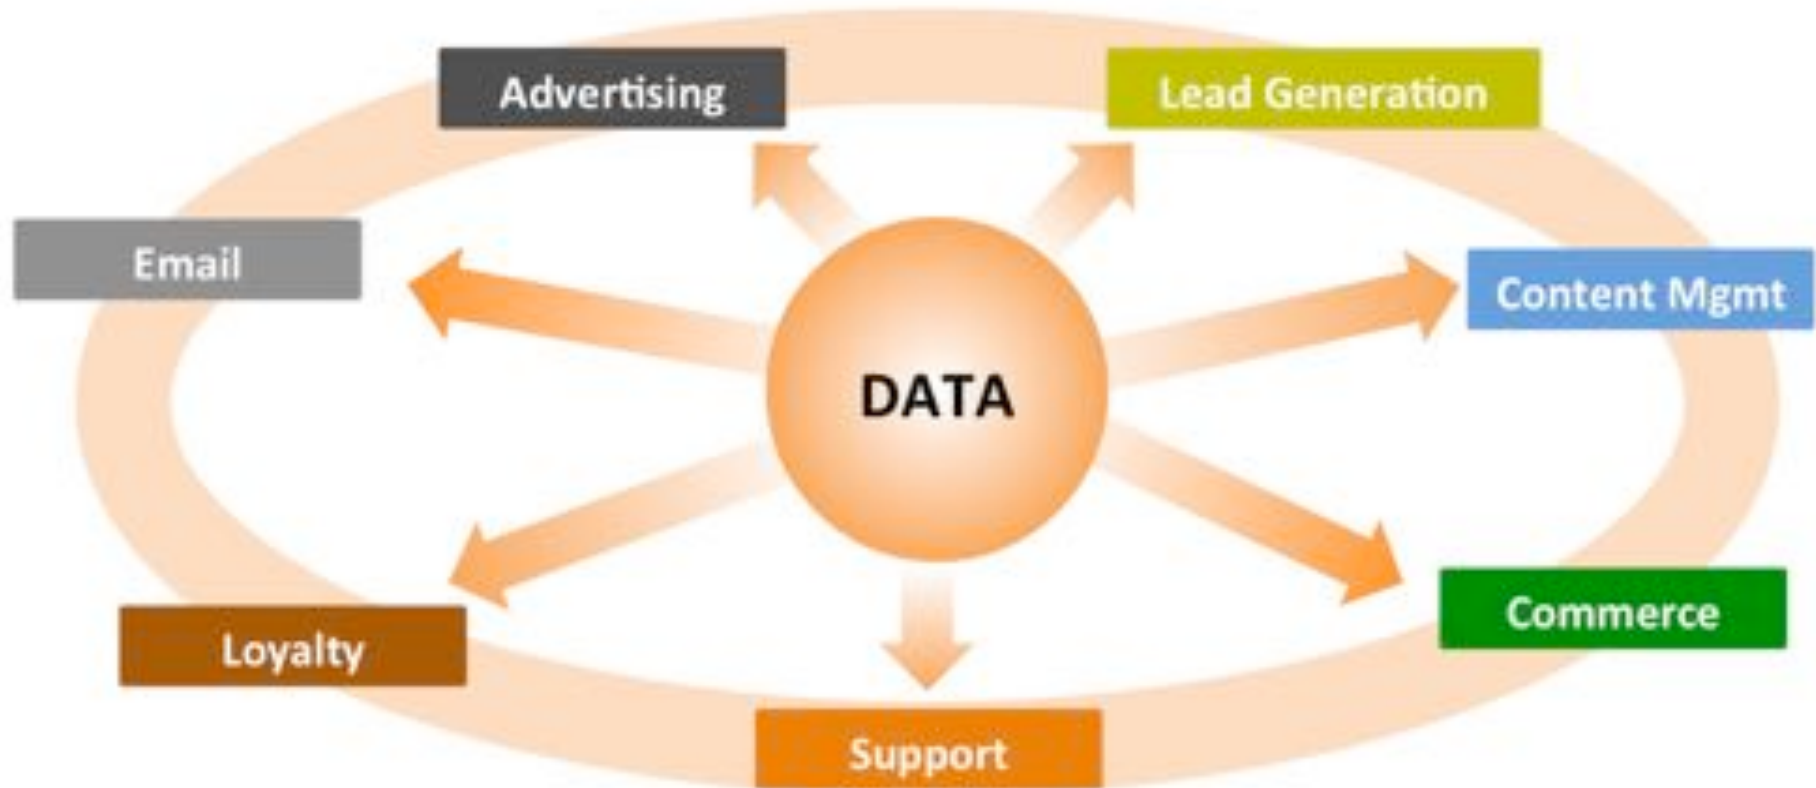 Advertising
Lead Generation
Email
Content Mgmt
DATA
Commerce
Loyalty
Support